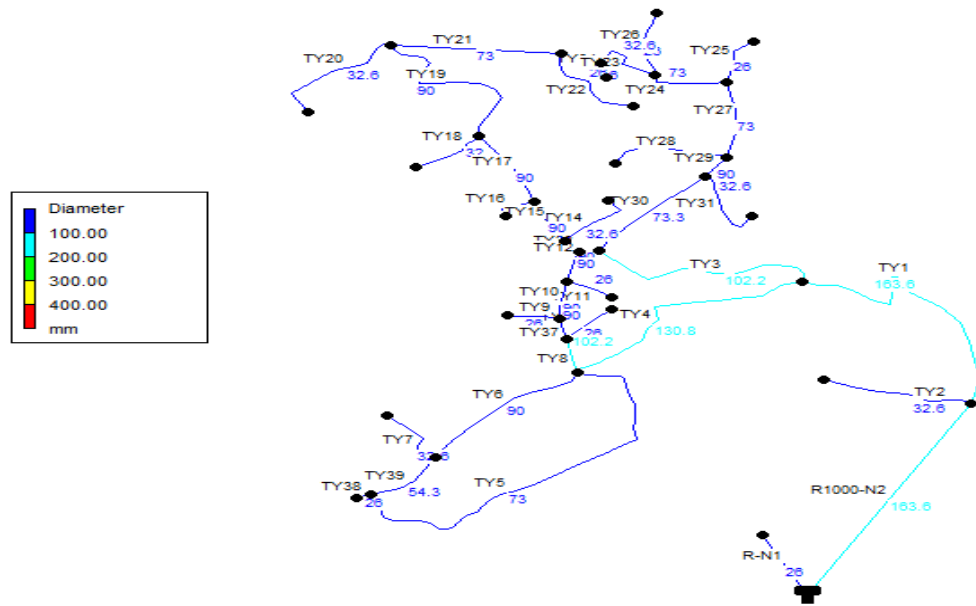 Diameter
100.00
200.00
300.00
400.00
mm
TY26
32.6
TY21
TY25
TY20
73
TY23
26
TY19
73
TY24
32.6
90
TY22
TY27
73
TY18
TY28
32
TY17
TY29
90
90
32.6
TY16
TY15
TY30
TY31
TY14
73.3
90
32.6
TY12
90
TY3
TY1
26
102.2
163.6
TY10
TY11
TY9
90
TY4
26
TY37
26
130.8
102.2
TY8
TY6
TY2
90
32.6
TY7
32.6
TY39
TY38
54.3
TY5
R1000-N2
26
73
163.6
R-N1
26